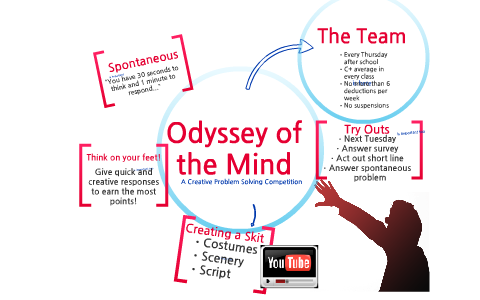 Spontaneous
"You have 30 seconds to
think and 1 minute to
respond..."
The Team
- Every Thursday
after school
- C+ average in
every class
- No more than 6
deductions per
week
- No suspensions
Odyssey of
the Mind
A Creative Problem Solving Competition
Think on your feet!
Give quick and
creative responses
to earn the most
points!
Try Outs
- Next Tuesday
- Answer survey
- Act out short line
- Answer spontaneous
problem
is important too
Creating a Skit
· Costumes
· Scenery
· Script
YouTube